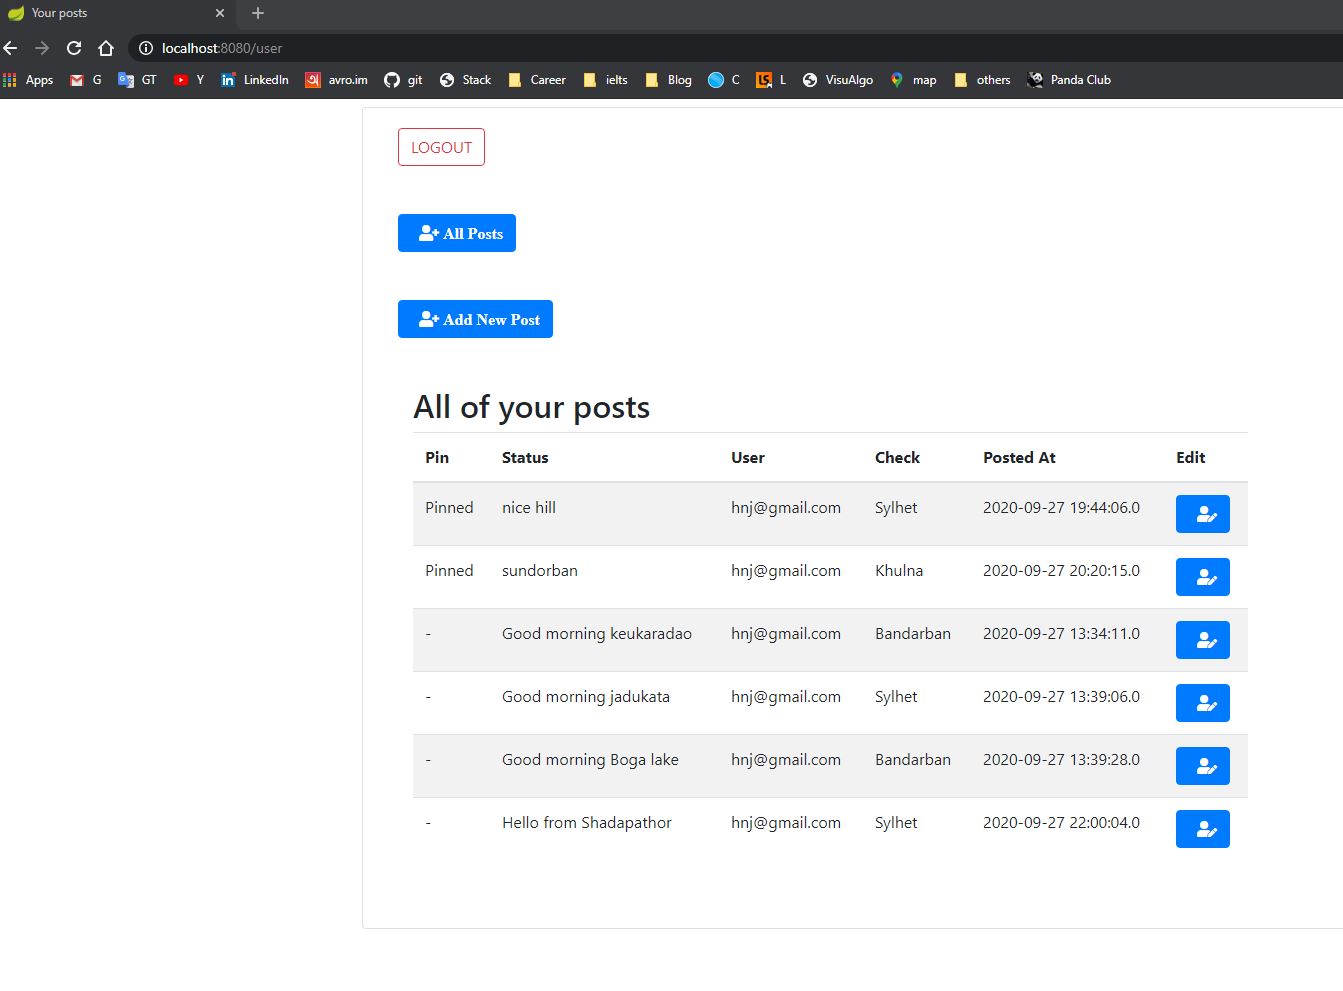 Your posts
localhost:8080/user
Apps G GT Y LinkedIn avro.im git Stack Career ielts Blog C L VisuAlgo map others Panda Club
LOGOUT
All Posts
Add New Post
All of your posts
Pin Status User Check Posted At Edit
Pinned nice hill hnj@gmail.com Sylhet 2020-09-27 19:44:06.0
Pinned sundorban hnj@gmail.com Khulna 2020-09-27 20:20:15.0
- Good morning keukaradao hnj@gmail.com Bandarban 2020-09-27 13:34:11.0
- Good morning jadukata hnj@gmail.com Sylhet 2020-09-27 13:39:06.0
- Good morning Boga lake hnj@gmail.com Bandarban 2020-09-27 13:39:28.0
- Hello from Shadapathor hnj@gmail.com Sylhet 2020-09-27 22:00:04.0